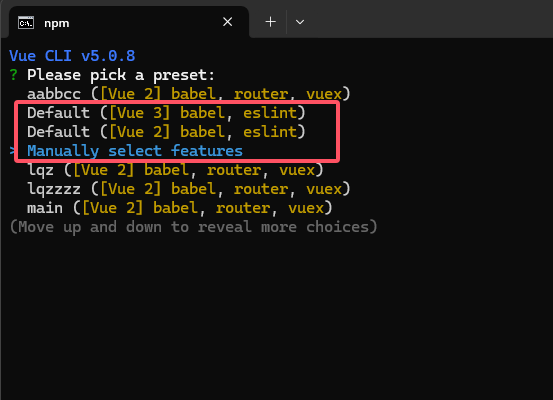 npm
Vue CLI v5.0.8
? Please pick a preset:
aabbcc ([Vue 2] babel, router, vuex)
Default ([Vue 3] babel, eslint)
Default ([Vue 2] babel, eslint)
> Manually select features
lqz ([Vue 2] babel, router, vuex)
lqzzzz ([Vue 2] babel, router, vuex)
main ([Vue 2] babel, router, vuex)
(Move up and down to reveal more choices)